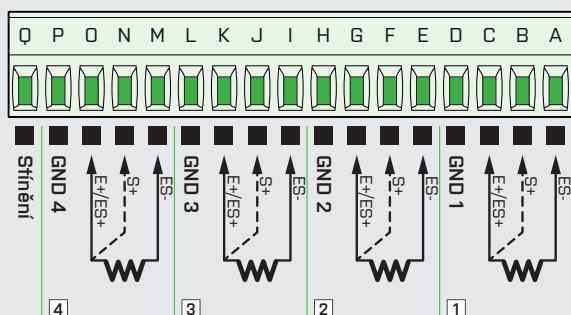 Q P O N M L K J I H G F E D C B A
Stínění
GND 4
E+/ES+
S+
ES-
GND 3
E+/ES+
S+
ES-
GND 2
E+/ES+
S+
ES-
GND 1
E+/ES+
S+
ES-
4 3 2 1